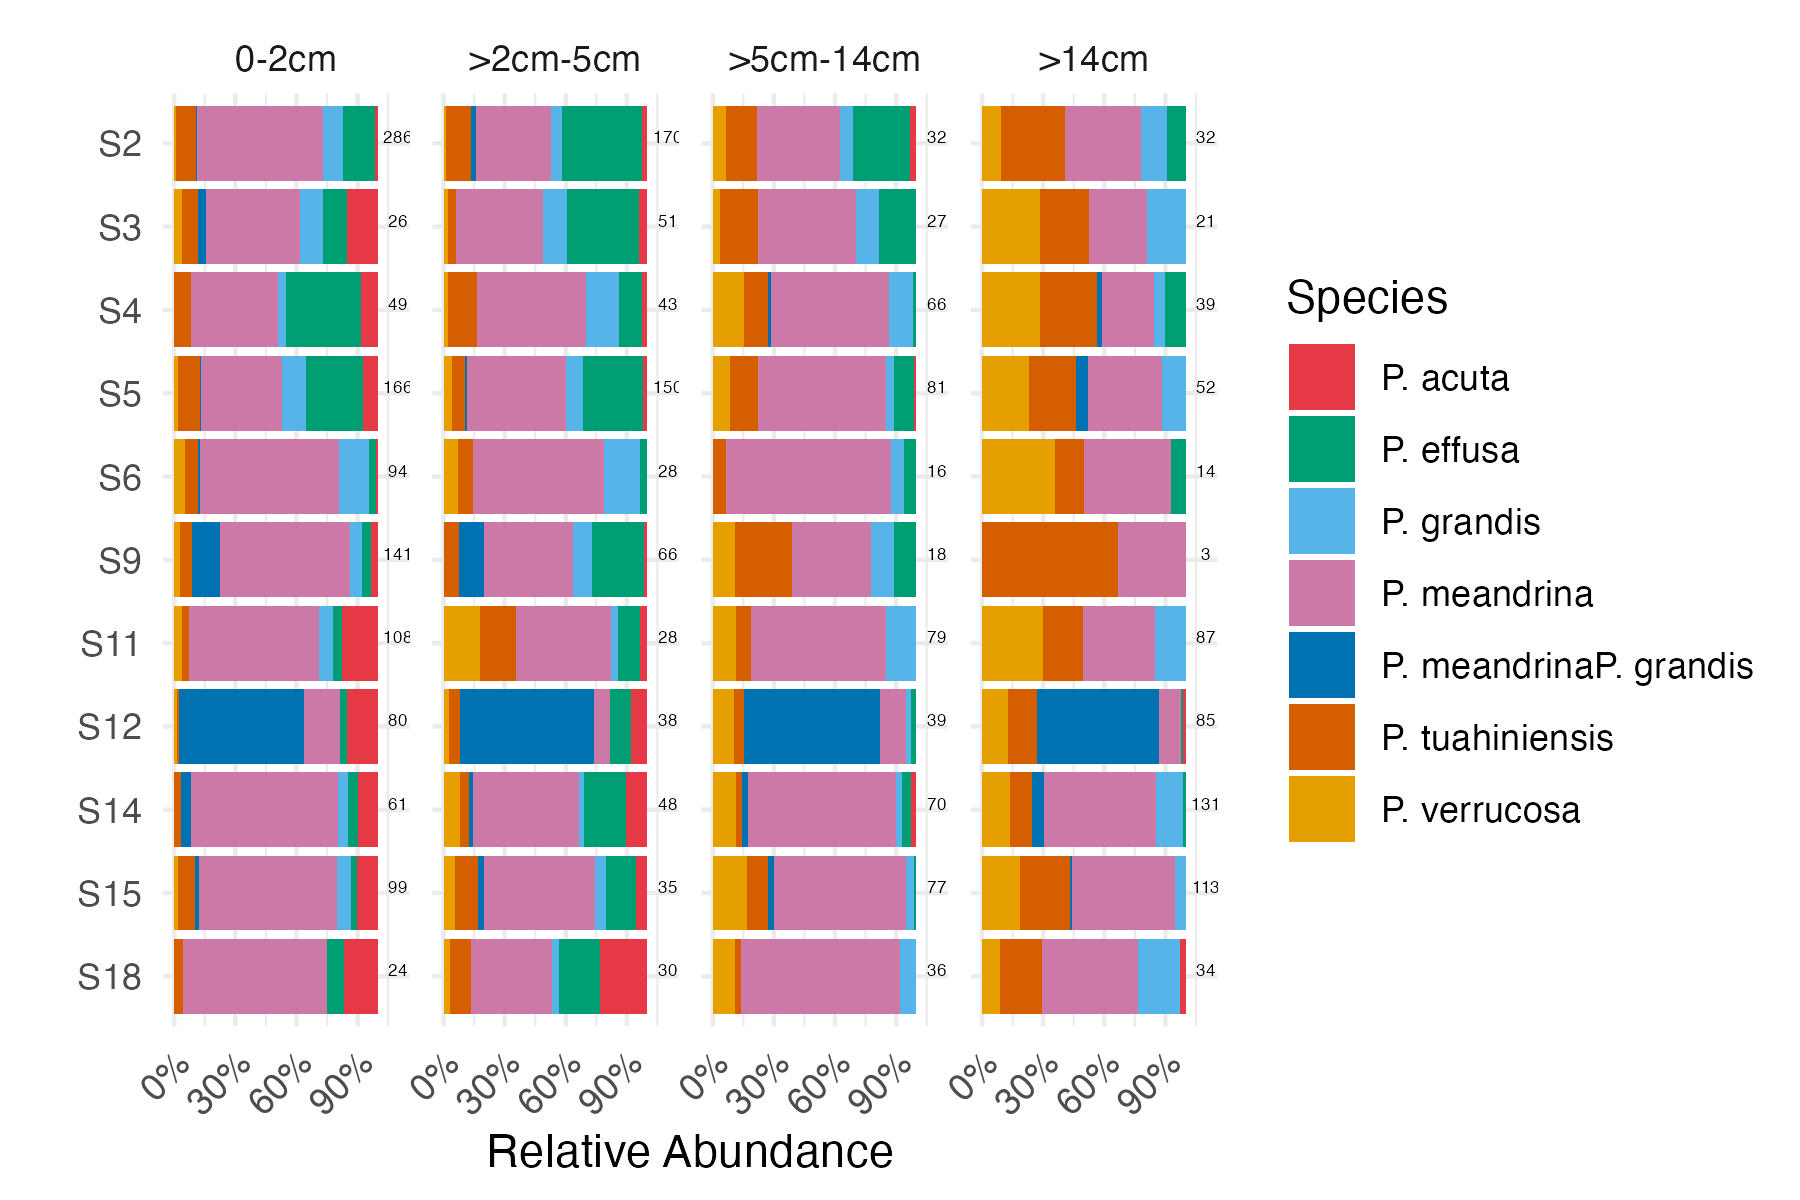 0-2cm >2cm-5cm >5cm-14cm >14cm
S2 286 170 32 32
S3 26 51 27 21
S4 49 43 66 39
S5 166 150 81 52
S6 94 28 16 14
S9 141 66 18 3
S11 108 28 79 87
S12 80 38 39 85
S14 61 48 70 131
S15 99 35 77 113
S18 24 30 36 34
0% 30% 60% 90% 0% 30% 60% 90% 0% 30% 60% 90% 0% 30% 60% 90%
Relative Abundance
Species
P. acuta
P. effusa
P. grandis
P. meandrina
P. meandrinaP. grandis
P. tuahiniensis
P. verrucosa